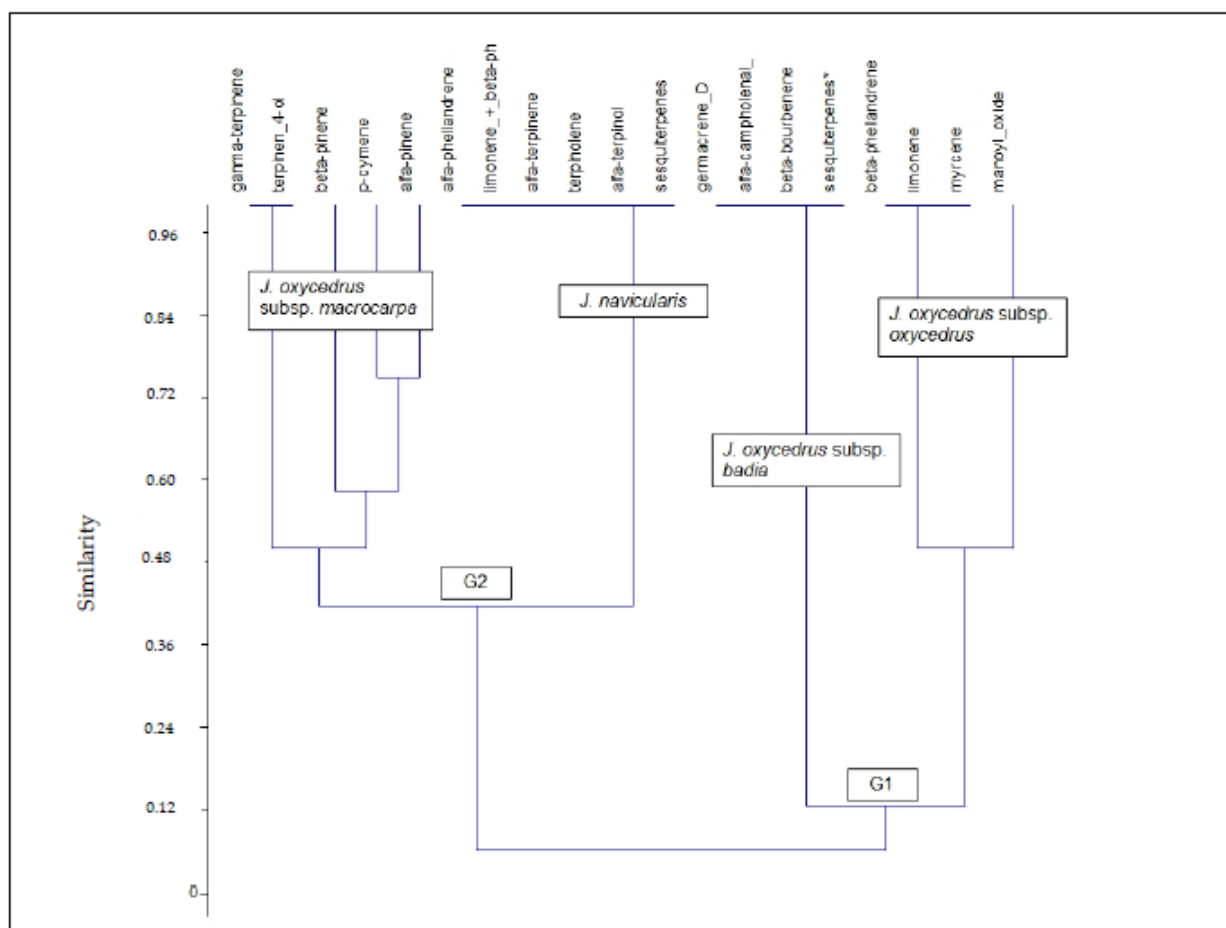 gamma-terpinene
terpinen_4-ol
beta-pinene
p-cymene
alfa-pinene
alfa-phellandrene
limonene_+_beta-ph
alfa-terpinene
terpholene
alfa-terpinol
sesquiterpenes
germacrene_D
alfa-campholenal_
beta-bourbenene
sesquiterpenes*
beta-phellandrene
limonene
myrcene
manoyl_oxide
0.96
0.84
0.72
0.60
0.48
0.36
0.24
0.12
0
Similarity
J. oxycedrus
subsp. macrocarpa
J. navicularis
J. oxycedrus subsp.
oxycedrus
J. oxycedrus subsp.
badia
G2
G1